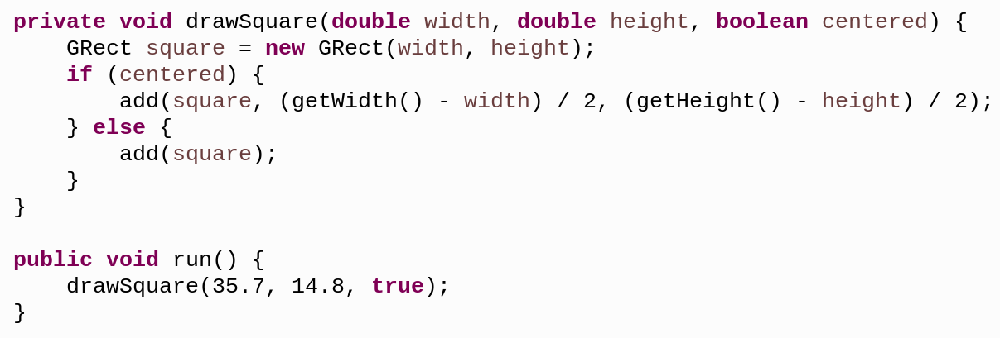 private void drawSquare(double width, double height, boolean centered) {
    GRect square = new GRect(width, height);
    if (centered) {
        add(square, (getWidth() - width) / 2, (getHeight() - height) / 2);
    } else {
        add(square);
    }
}

public void run() {
    drawSquare(35.7, 14.8, true);
}